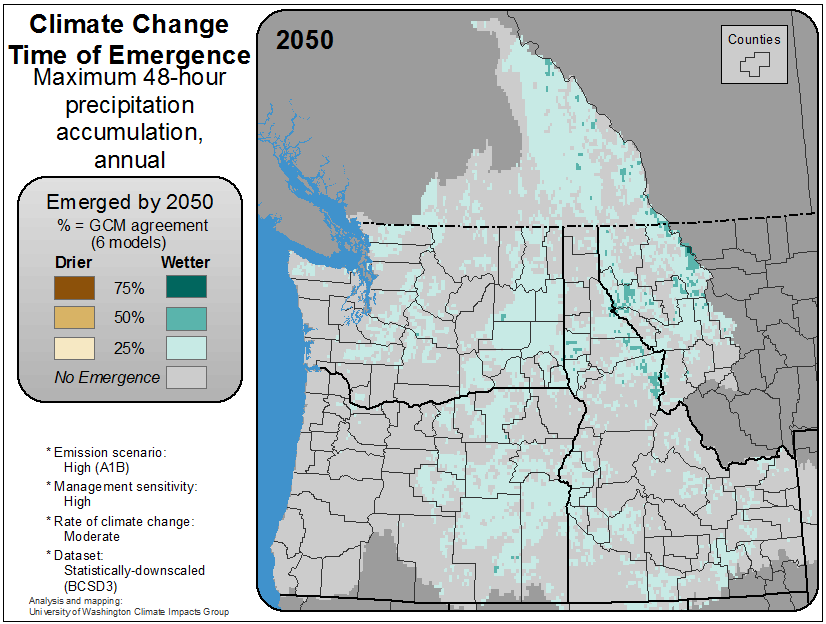 Climate Change
Time of Emergence
Maximum 48-hour
precipitation
accumulation,
annual
Emerged by 2050
% = GCM agreement
(6 models)
Drier Wetter
75%
50%
25%
No Emergence
* Emission scenario:
High (A1B)
* Management sensitivity:
High
* Rate of climate change:
Moderate
* Dataset:
Statistically-downscaled
(BCSD3)
Analysis and mapping:
University of Washington Climate Impacts Group
2050
Counties